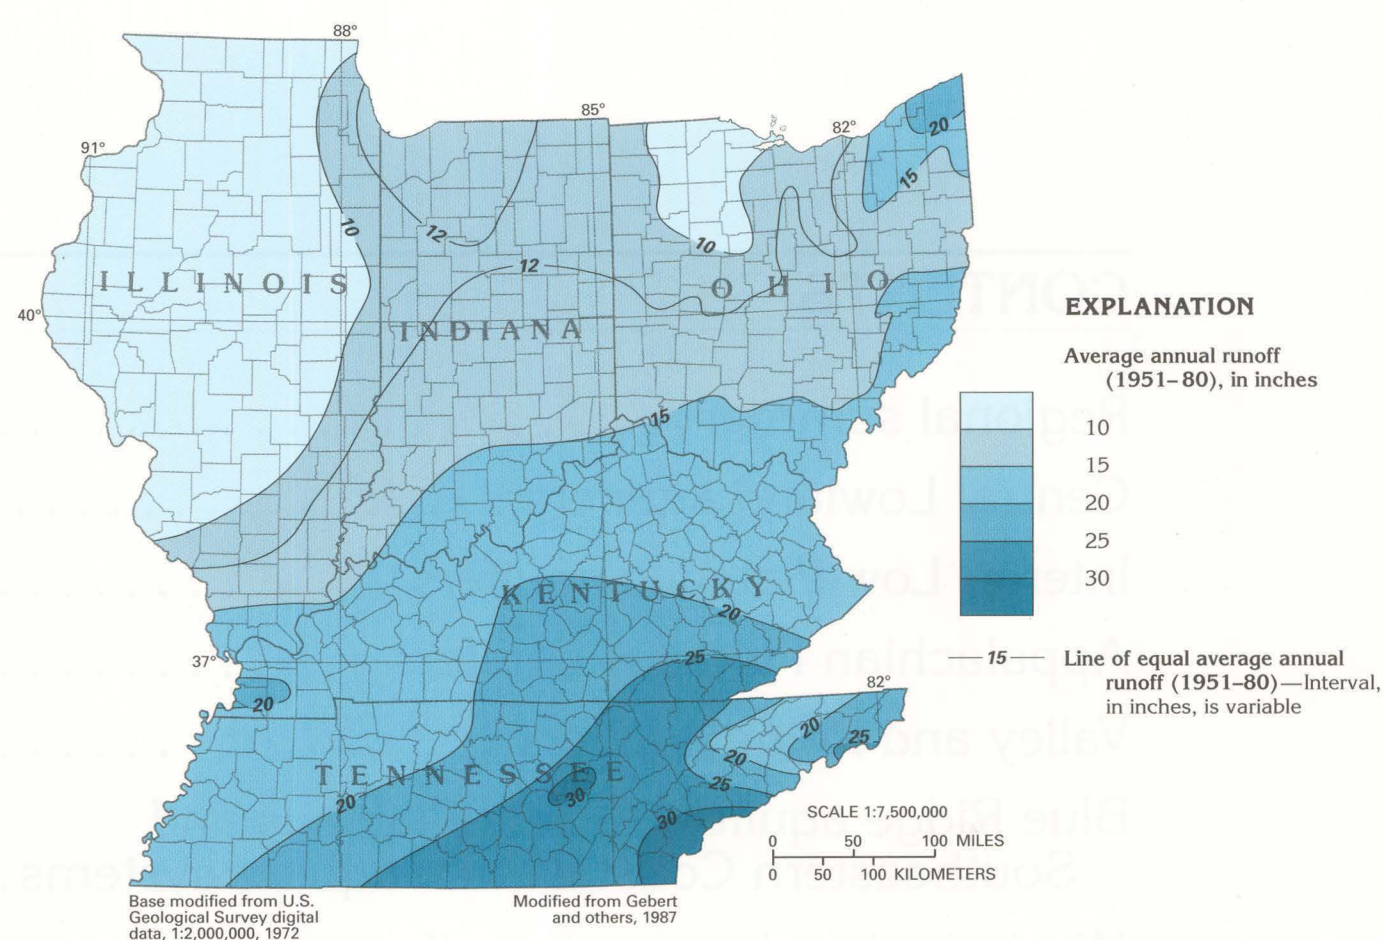 88°
85°
82°
91°
20
15
10
12
10
12
ILLINOIS
OHIO
40°
INDIANA
15
KENTUCKY
20
37°
25
20
82°
20
25
20
TENNESSEE
25
20
30
30
EXPLANATION
Average annual runoff
(1951–80), in inches
10
15
20
25
30
15
Line of equal average annual
runoff (1951–80)—Interval,
in inches, is variable
SCALE 1:7,500,000
0 50 100 MILES
0 50 100 KILOMETERS
Base modified from U.S.
Geological Survey digital
data, 1:2,000,000, 1972
Modified from Gebert
and others, 1987